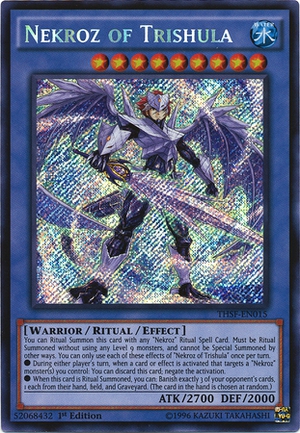 NEKROZ OF TRISHULA
THSF-EN015
[WARRIOR / RITUAL / EFFECT]
You can Ritual Summon this card with any "Nekroz" Ritual Spell Card. Must be Ritual
Summoned without using any Level 9 monsters, and cannot be Special Summoned by
other ways. You can only use each of these effects of "Nekroz of Trishula" once per turn.
● During either player's turn, when a card or effect is activated that targets a "Nekroz"
monster(s) you control: You can discard this card; negate the activation.
● When this card is Ritual Summoned, you can: Banish exactly 1 of your opponent's cards,
each from their hand, field, and Graveyard. (The card in the hand is chosen at random.)
ATK/2700 DEF/2000
52068432 1st Edition ©1996 KAZUKI TAKAHASHI